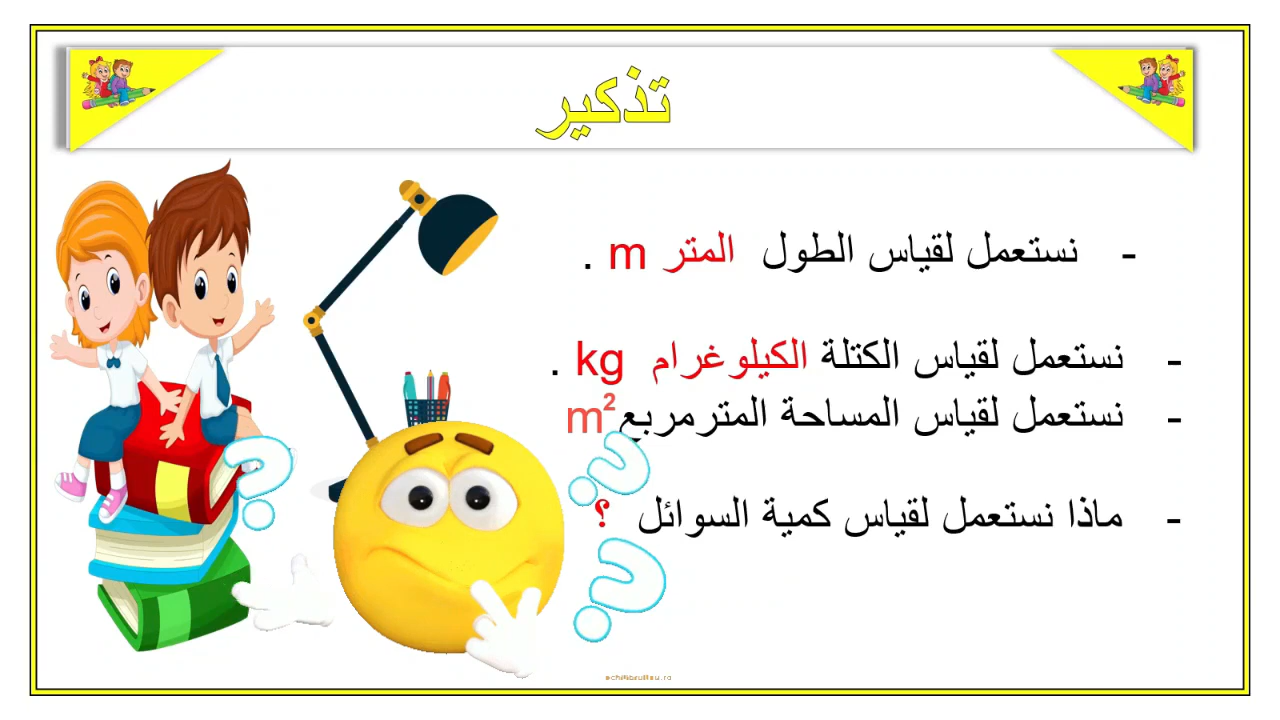 تذكير
- نستعمل لقياس الطول المتر m .
- نستعمل لقياس الكتلة الكيلوغرام kg .
- نستعمل لقياس المساحة المترمربع m²
- ماذا نستعمل لقياس كمية السوائل ؟